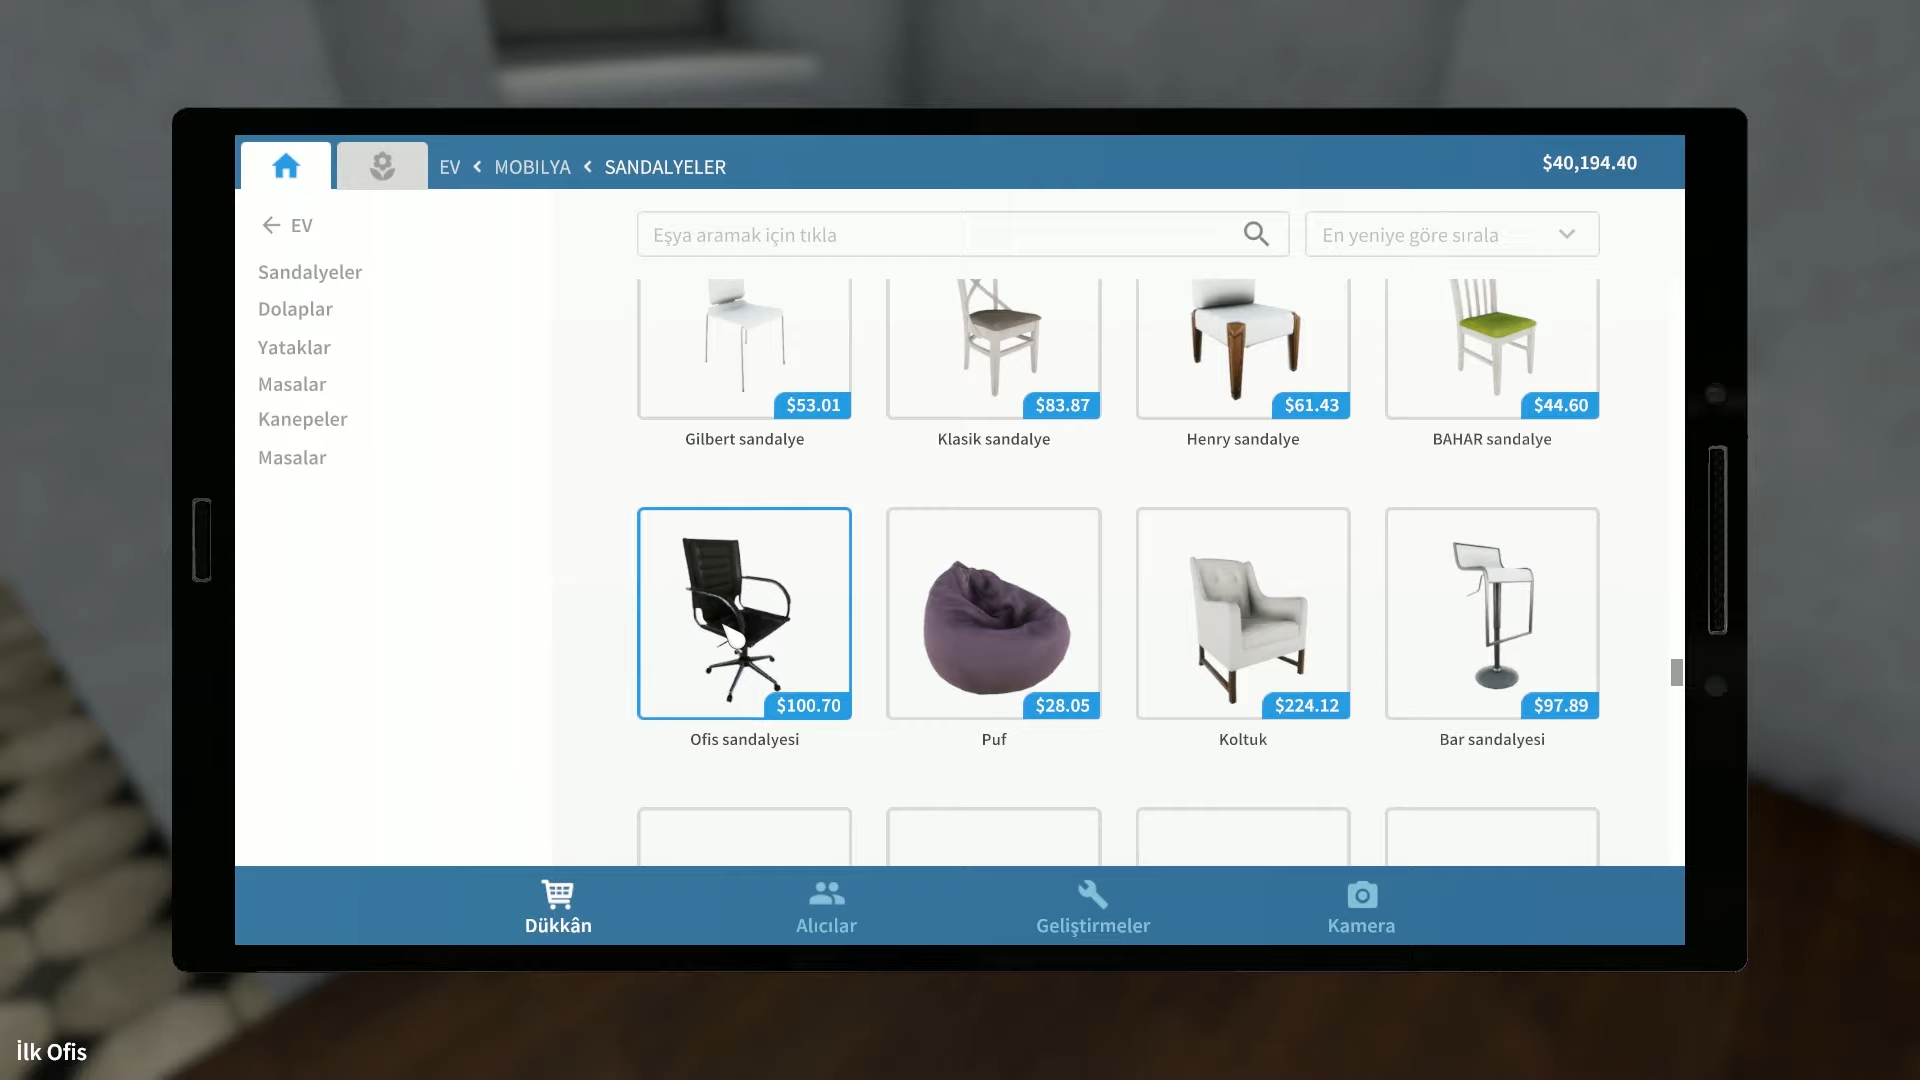 EV < MOBILYA < SANDALYELER
$40,194.40
← EV
Sandalyeler
Dolaplar
Yataklar
Masalar
Kanepeler
Masalar
Eşya aramak için tıkla
En yeniye göre sırala
$53.01
$83.87
$61.43
$44.60
Gilbert sandalye
Klasik sandalye
Henry sandalye
BAHAR sandalye
$100.70
$28.05
$224.12
$97.89
Ofis sandalyesi
Puf
Koltuk
Bar sandalyesi
Dükkân
Alıcılar
Geliştirmeler
Kamera
İlk Ofis